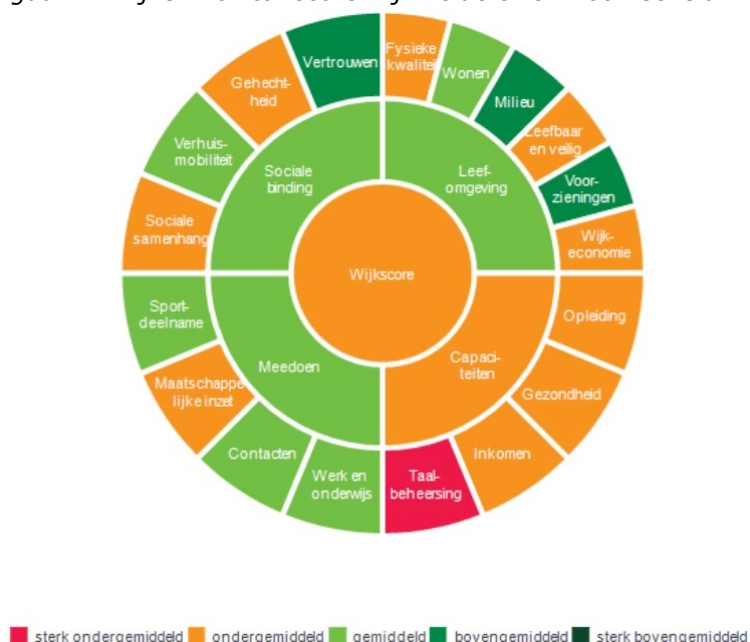 Vertrouwen
Fysieke
kwaliteit
Wonen
Milieu
Leefbaar
en veilig
Voor-
zieningen
Wijk-
economie
Opleiding
Gezondheid
Inkomen
Taal-
beheersing
Werk en
onderwijs
Contacten
Maatschappe
lijke inzet
Sport-
deelname
Sociale
samenhang
Verhuis-
mobiliteit
Gehecht-
heid
Sociale
binding
Leef-
omgeving
Capaci-
teiten
Meedoen
Wijkscore
sterk ondergemiddeld ondergemiddeld gemiddeld bovengemiddeld sterk bovengemiddeld